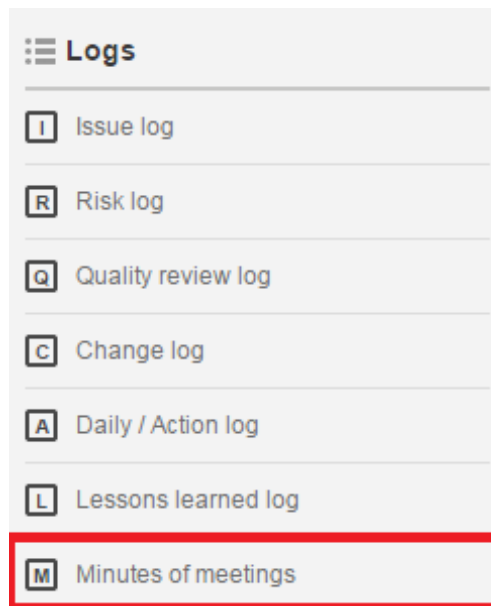 Logs
I Issue log
R Risk log
Q Quality review log
C Change log
A Daily / Action log
L Lessons learned log
M Minutes of meetings